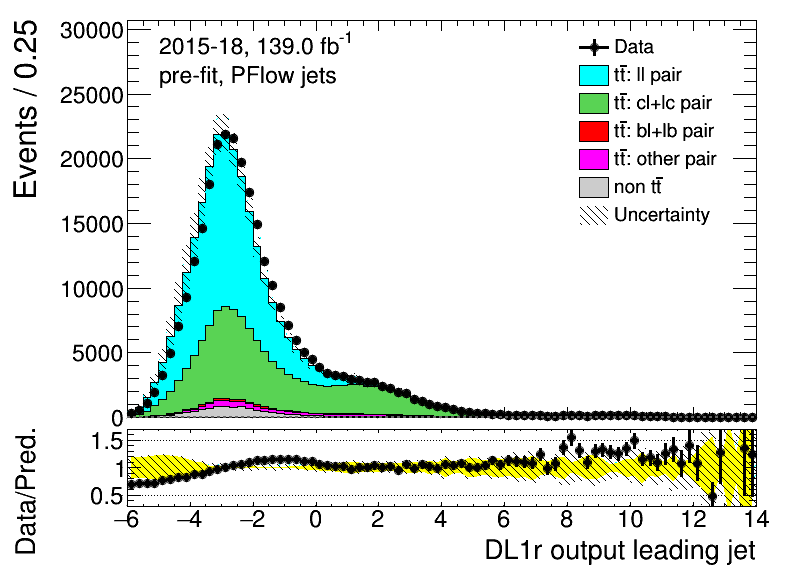 Events / 0.25
30000
25000
20000
15000
10000
5000
0
2015-18, 139.0 fb⁻¹
pre-fit, PFlow jets
Data
tt̄: ll pair
tt̄: cl+lc pair
tt̄: bl+lb pair
tt̄: other pair
non tt̄
Uncertainty
Data/Pred.
1.5
1
0.5
−6 −4 −2 0 2 4 6 8 10 12 14
DL1r output leading jet